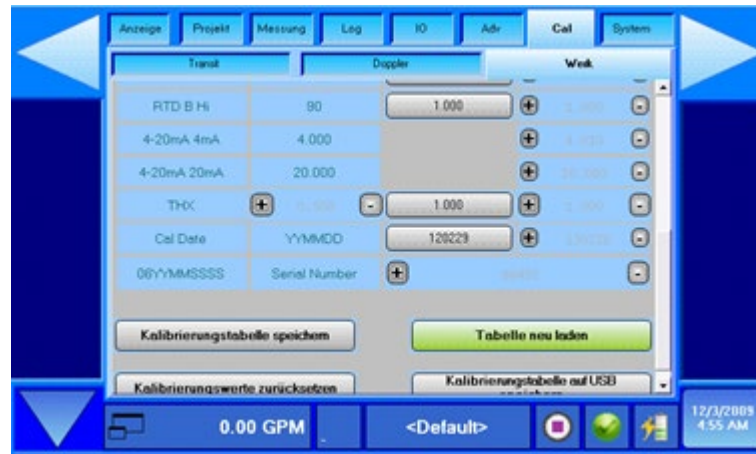 Anzeige Projekt Messung Log IO Adv Cal System
Transit Doppler Werk
RTD B Hi 90 1.000 +
-
4-20mA 4mA 4.000 + -
4-20mA 20mA 20.000 + -
THX + - 1.000 + -
Cal Date YYMMDD 120229 + -
06YYMMSSSS Serial Number + -
Kalibrierungstabelle speichern Tabelle neu laden
Kalibrierungswerte zurücksetzen Kalibrierungstabelle auf USB
speichern
0.00 GPM <Default> 12/3/2009
4:55 AM